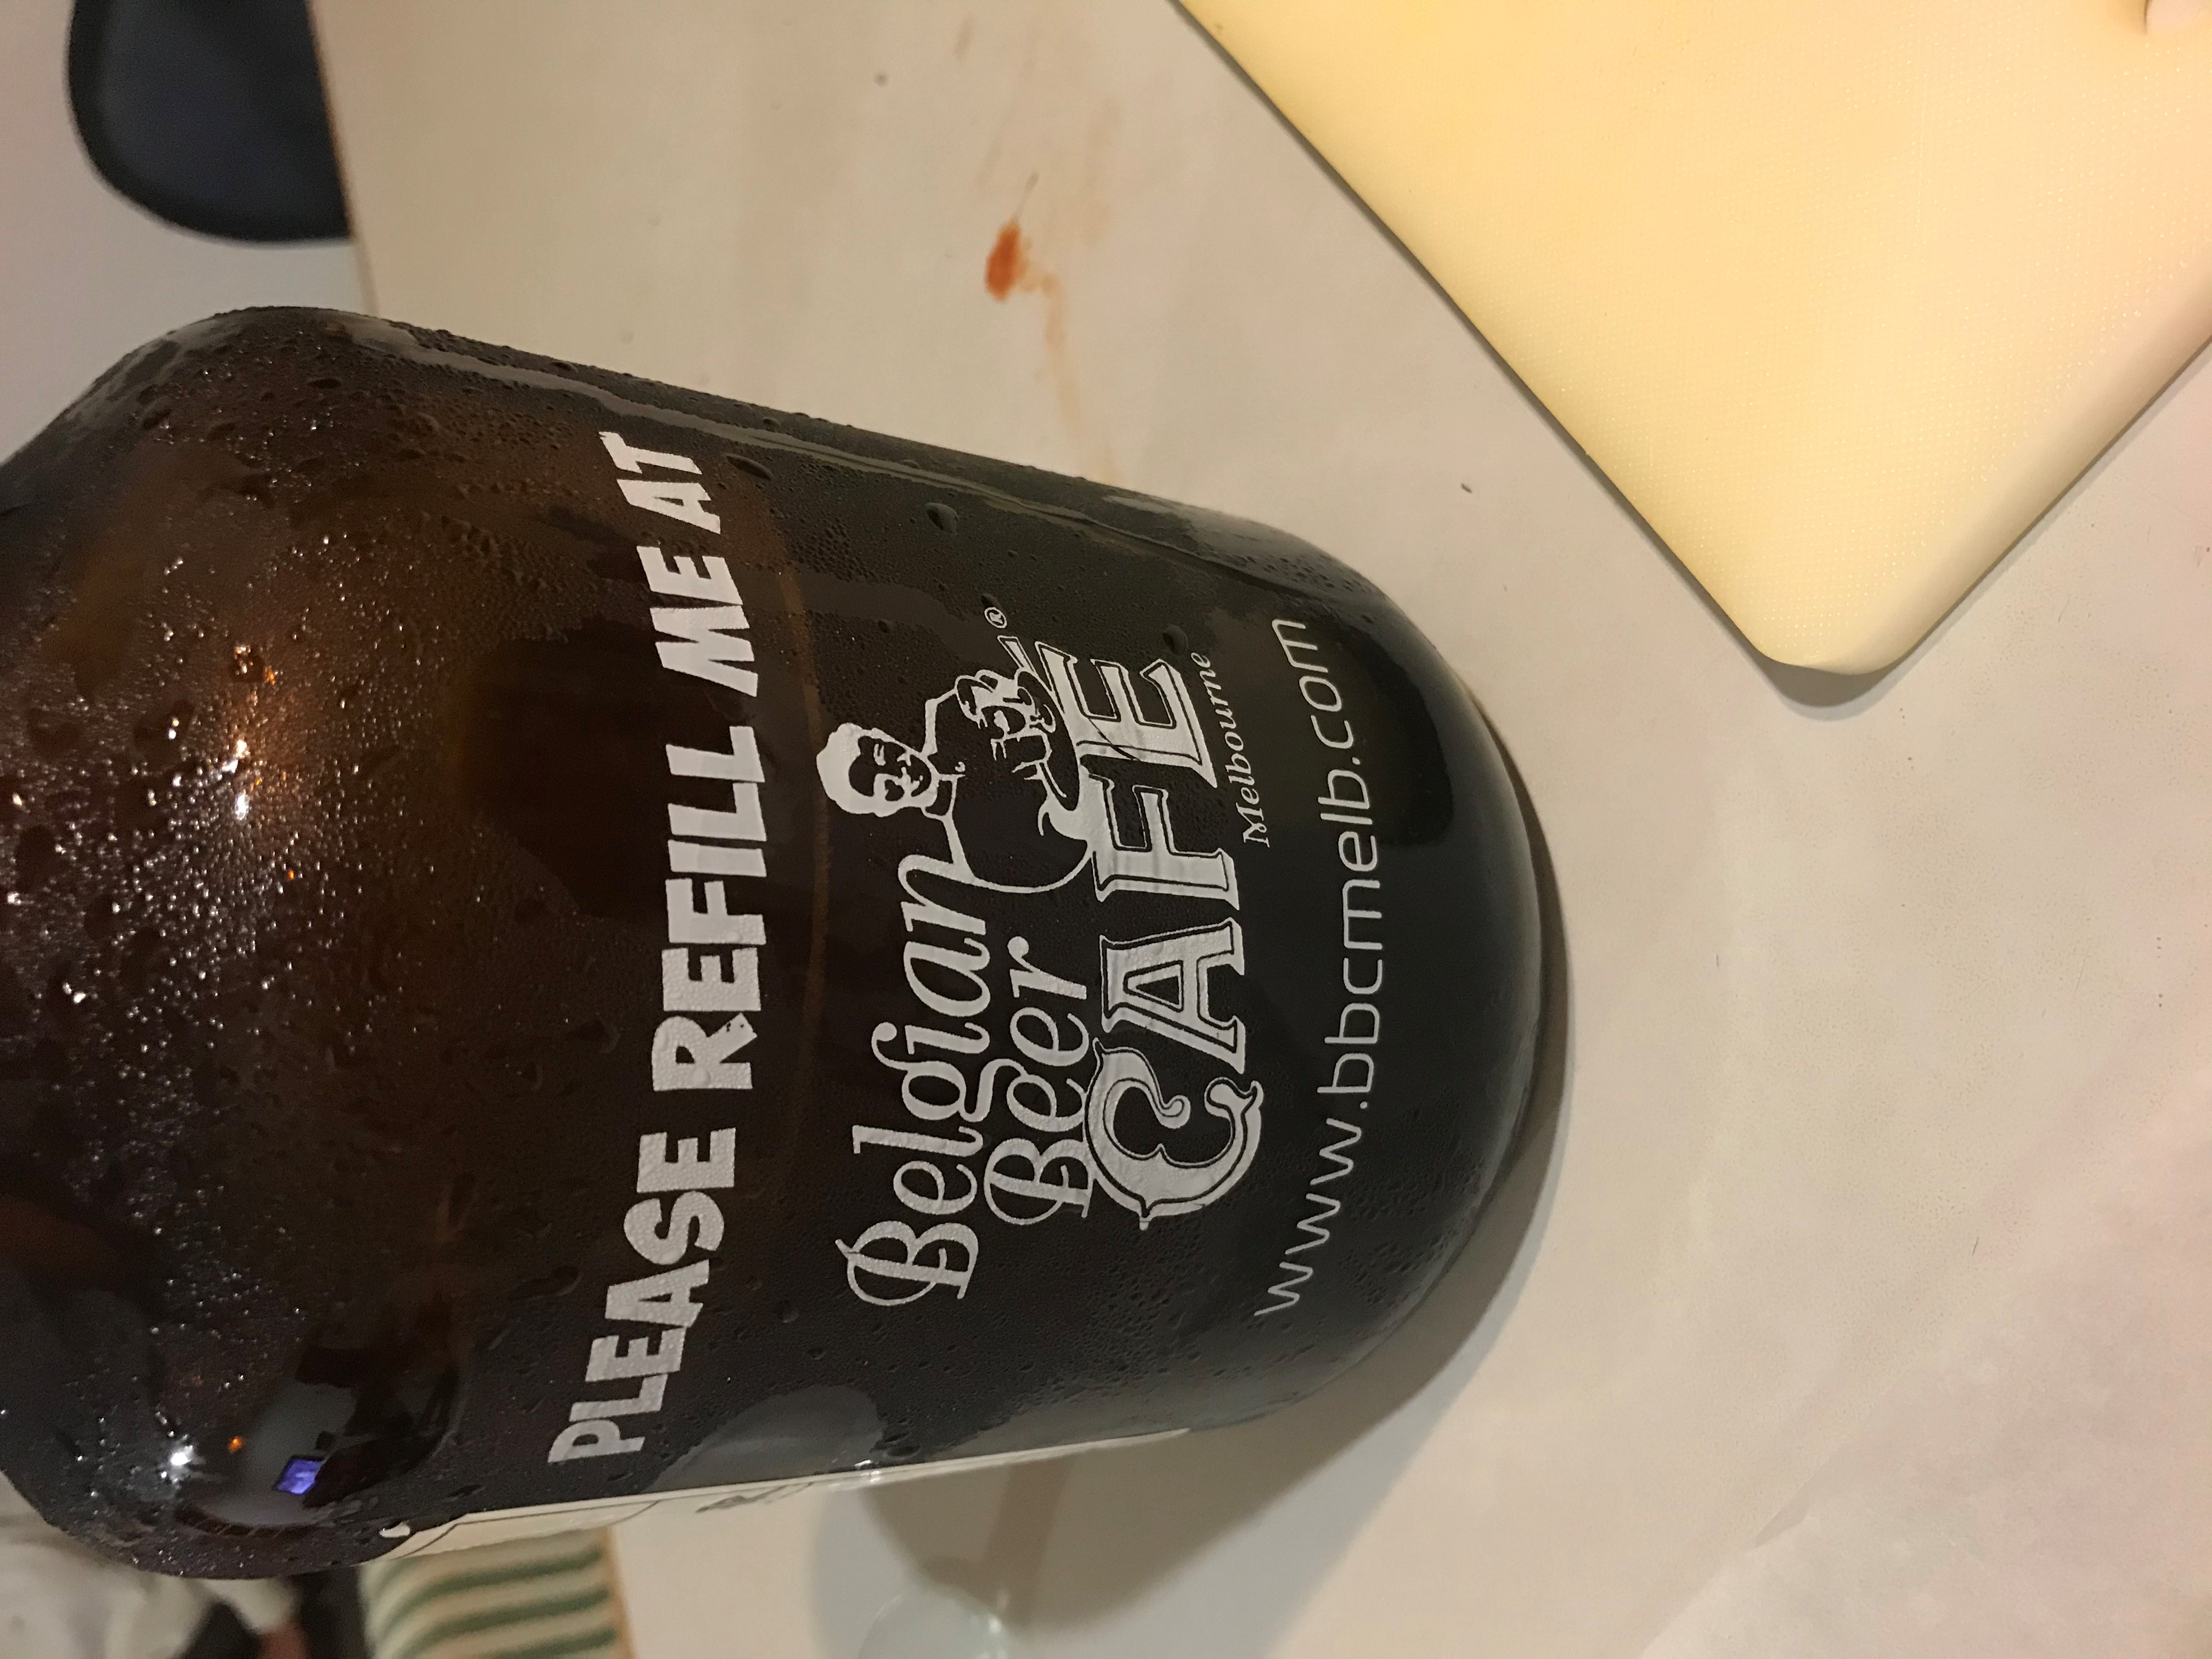 PLEASE REFILL ME AT
Belgian
Beer
CAFE
®
Melbourne
www.bbcmelb.com